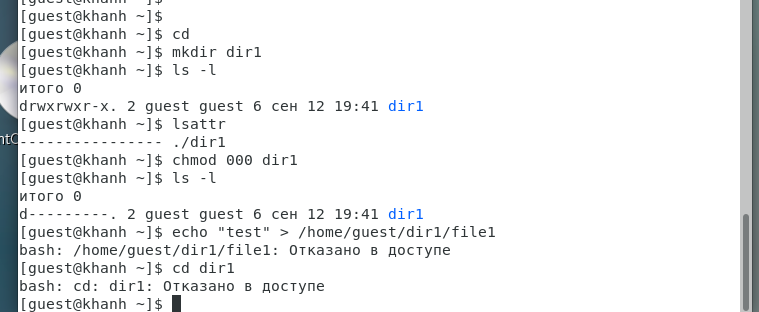 [guest@khanh ~]$
[guest@khanh ~]$ cd
[guest@khanh ~]$ mkdir dir1
[guest@khanh ~]$ ls -l
итого 0
drwxrwxr-x. 2 guest guest 6 сен 12 19:41 dir1
[guest@khanh ~]$ lsattr
---------------- ./dir1
[guest@khanh ~]$ chmod 000 dir1
[guest@khanh ~]$ ls -l
итого 0
d---------. 2 guest guest 6 сен 12 19:41 dir1
[guest@khanh ~]$ echo "test" > /home/guest/dir1/file1
bash: /home/guest/dir1/file1: Отказано в доступе
[guest@khanh ~]$ cd dir1
bash: cd: dir1: Отказано в доступе
[guest@khanh ~]$